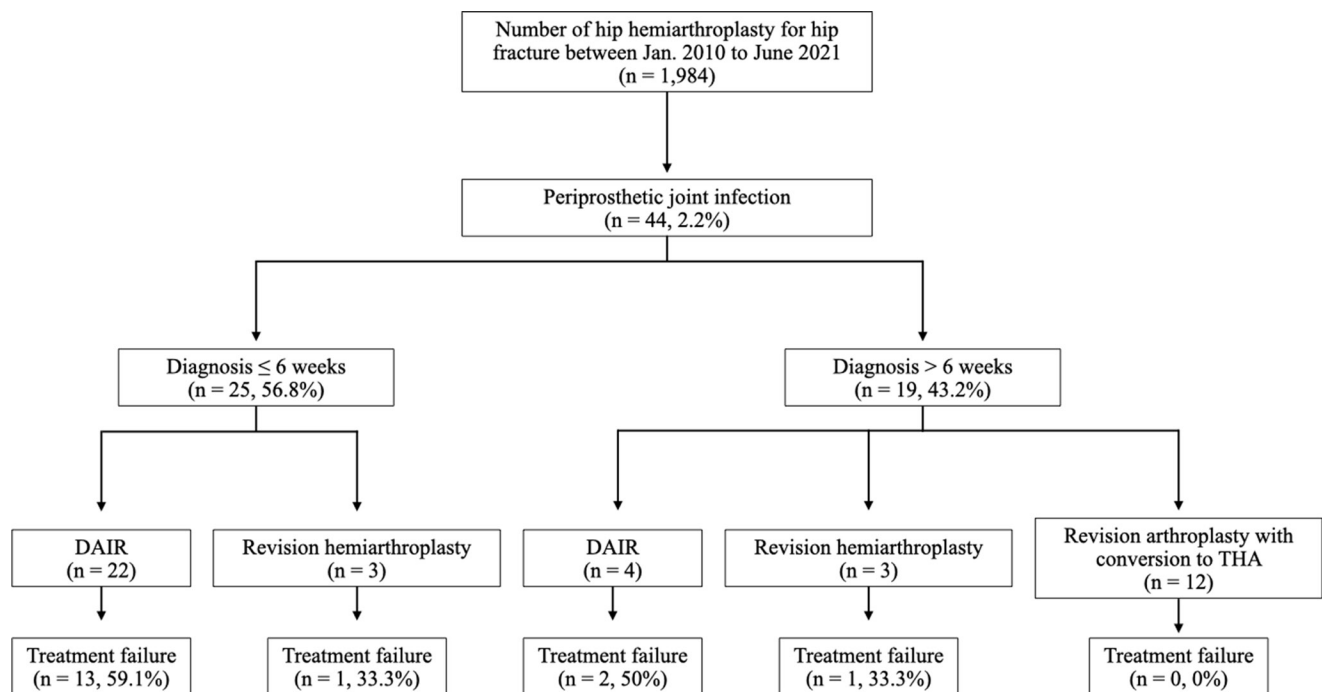 Number of hip hemiarthroplasty for hip
fracture between Jan. 2010 to June 2021
(n = 1,984)
Periprosthetic joint infection
(n = 44, 2.2%)
Diagnosis ≤ 6 weeks
(n = 25, 56.8%)
Diagnosis > 6 weeks
(n = 19, 43.2%)
DAIR
(n = 22)
Revision hemiarthroplasty
(n = 3)
DAIR
(n = 4)
Revision hemiarthroplasty
(n = 3)
Revision arthroplasty with
conversion to THA
(n = 12)
Treatment failure
(n = 13, 59.1%)
Treatment failure
(n = 1, 33.3%)
Treatment failure
(n = 2, 50%)
Treatment failure
(n = 1, 33.3%)
Treatment failure
(n = 0, 0%)